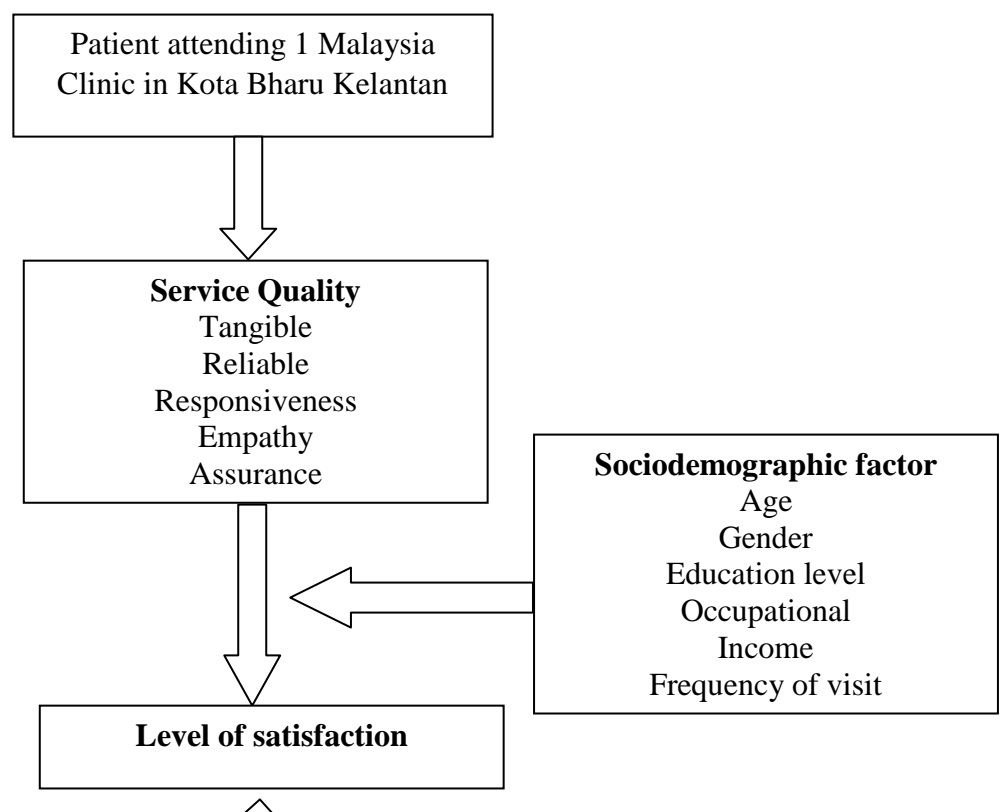 Patient attending 1 Malaysia
Clinic in Kota Bharu Kelantan
Service Quality
Tangible
Reliable
Responsiveness
Empathy
Assurance
Sociodemographic factor
Age
Gender
Education level
Occupational
Income
Frequency of visit
Level of satisfaction